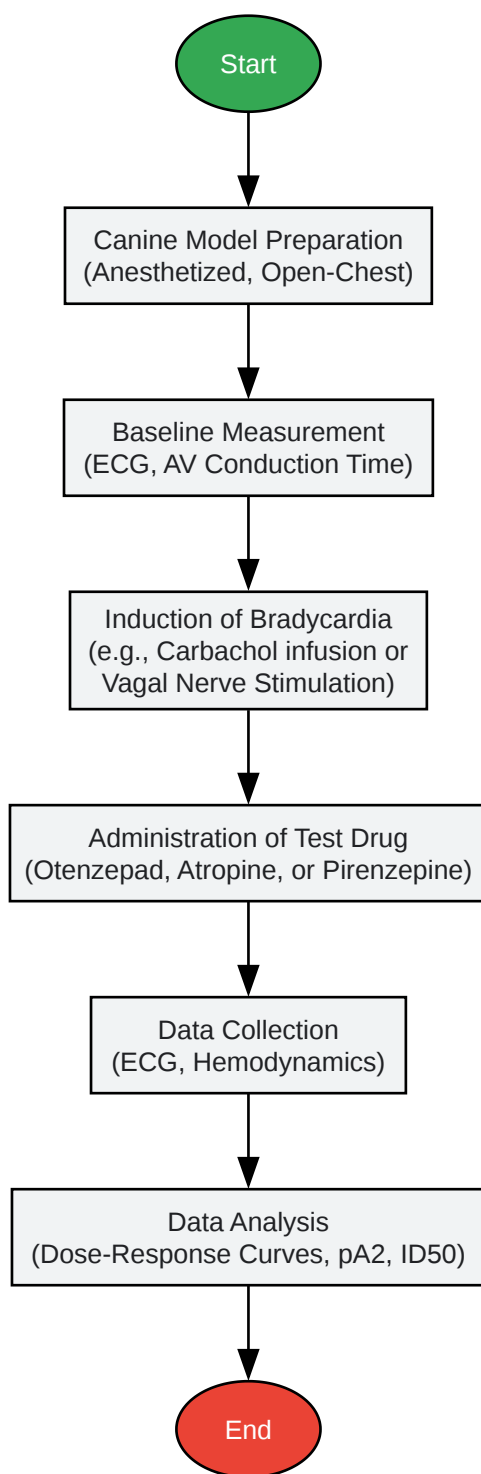 Start
Canine Model Preparation
(Anesthetized, Open-Chest)
Baseline Measurement
(ECG, AV Conduction Time)
Induction of Bradycardia
(e.g., Carbachol infusion or
Vagal Nerve Stimulation)
Administration of Test Drug
(Otenzepad, Atropine, or Pirenzepine)
Data Collection
(ECG, Hemodynamics)
Data Analysis
(Dose-Response Curves, pA2, ID50)
End